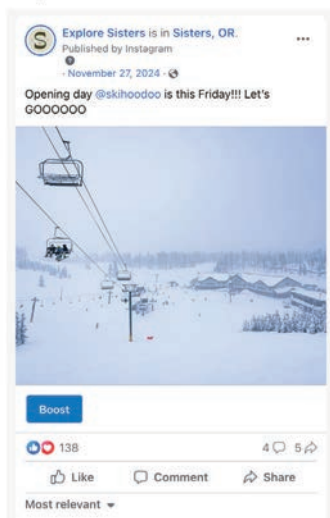 Explore Sisters is in Sisters, OR.
Published by Instagram
· November 27, 2024 ·
Opening day @skihoodoo is this Friday!!! Let's
GOOOOOO
Boost
138
4 5
Like Comment Share
Most relevant